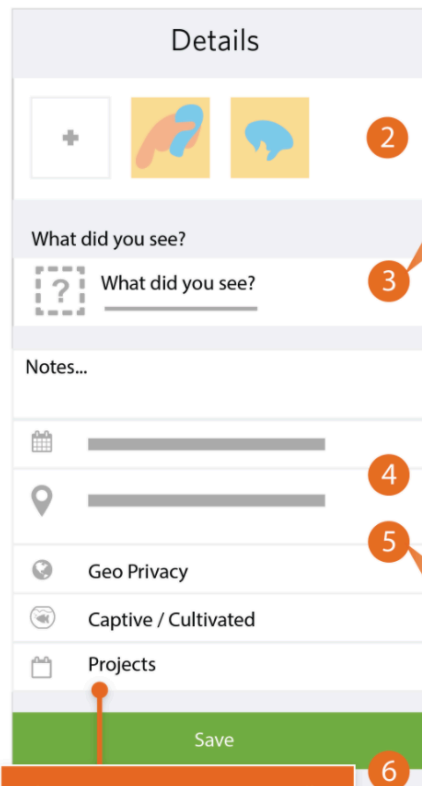 Details
2
What did you see?
?
What did you see?
3
Notes...
4
5
Geo Privacy
Captive / Cultivated
Projects
Save
6